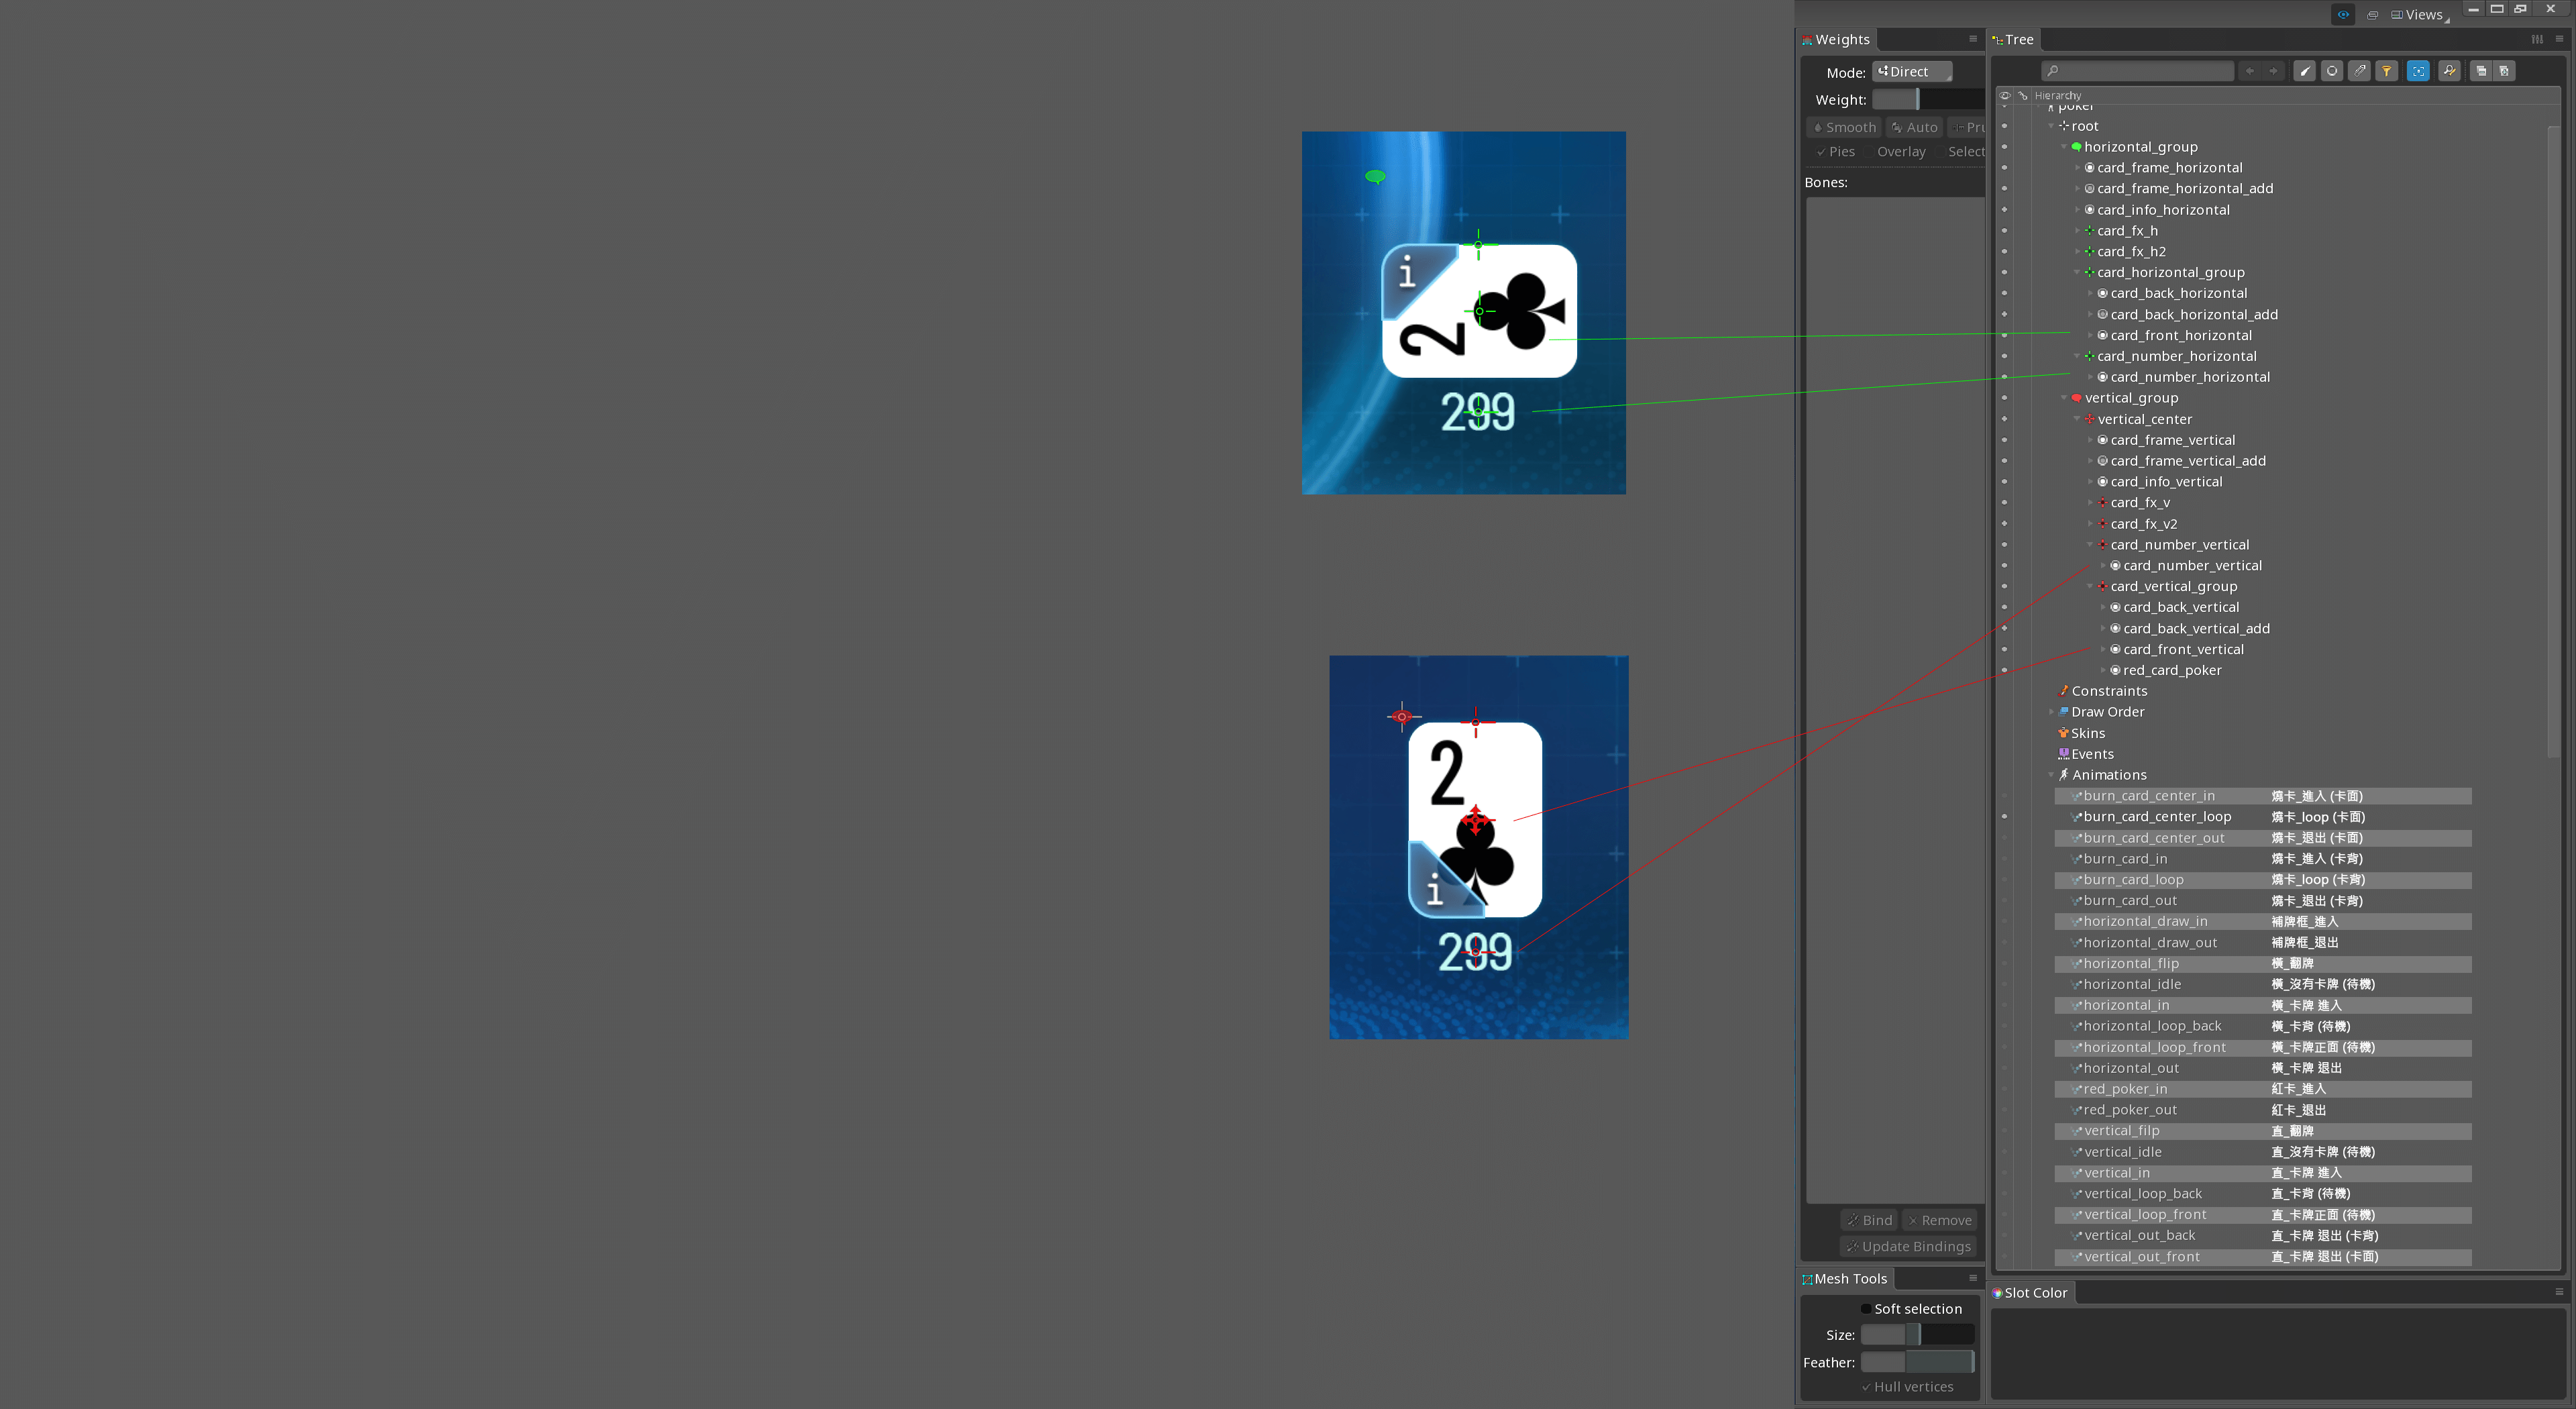 Views
Weights
Tree
Mode:
Direct
Weight:
Smooth
Auto
Pru
Pies
Overlay
Select
Bones:
Hierarchy
poker
root
horizontal_group
card_frame_horizontal
card_frame_horizontal_add
card_info_horizontal
card_fx_h
card_fx_h2
card_horizontal_group
card_back_horizontal
card_back_horizontal_add
card_front_horizontal
card_number_horizontal
card_number_horizontal
vertical_group
vertical_center
card_frame_vertical
card_frame_vertical_add
card_info_vertical
card_fx_v
card_fx_v2
card_number_vertical
card_number_vertical
card_vertical_group
card_back_vertical
card_back_vertical_add
card_front_vertical
red_card_poker
Constraints
Draw Order
Skins
Events
Animations
burn_card_center_in 燒卡_進入 (卡面)
burn_card_center_loop 燒卡_loop (卡面)
burn_card_center_out 燒卡_退出 (卡面)
burn_card_in 燒卡_進入 (卡背)
burn_card_loop 燒卡_loop (卡背)
burn_card_out 燒卡_退出 (卡背)
horizontal_draw_in 補牌框_進入
horizontal_draw_out 補牌框_退出
horizontal_flip 橫_翻牌
horizontal_idle 橫_沒有卡牌 (待機)
horizontal_in 橫_卡牌 進入
horizontal_loop_back 橫_卡背 (待機)
horizontal_loop_front 橫_卡牌正面 (待機)
horizontal_out 橫_卡牌 退出
red_poker_in 紅卡_進入
red_poker_out 紅卡_退出
vertical_filp 直_翻牌
vertical_idle 直_沒有卡牌 (待機)
vertical_in 直_卡牌 進入
vertical_loop_back 直_卡背 (待機)
vertical_loop_front 直_卡牌正面 (待機)
vertical_out_back 直_卡牌 退出 (卡背)
vertical_out_front 直_卡牌 退出 (卡面)
Bind
Remove
Update Bindings
Mesh Tools
Soft selection
Size:
Feather:
Hull vertices
Slot Color
i
2
299
2
i
299